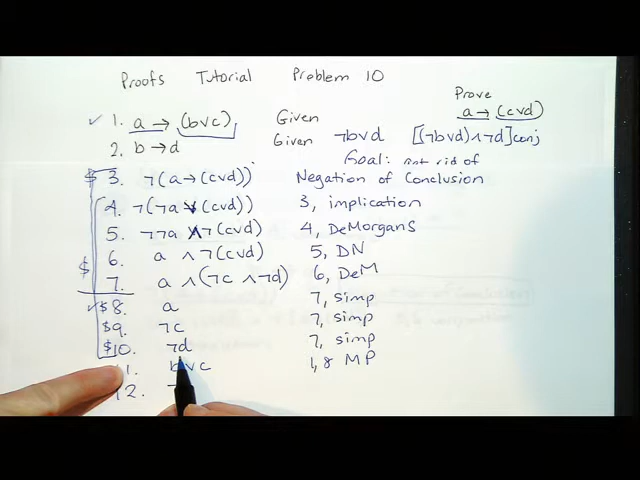 Proofs Tutorial Problem 10
Prove
a → (c∨d)
✓ 1. a → (b∨c) Given
2. b → d Given ¬b∨d [(¬b∨d)∧¬d] conj
Goal: get rid of
$ 3. ¬(a → (c∨d)) Negation of Conclusion
4. ¬(¬a ∨ (c∨d)) 3, implication
5. ¬¬a ∧ ¬(c∨d) 4, DeMorgans
6. a ∧ ¬(c∨d) 5, DN
$ 7. a ∧ (¬c ∧ ¬d) 6, DeM
✓ $8. a 7, simp
$9. ¬c 7, simp
$10. ¬d 7, simp
11. b∨c 1, 8 MP
12. ¬